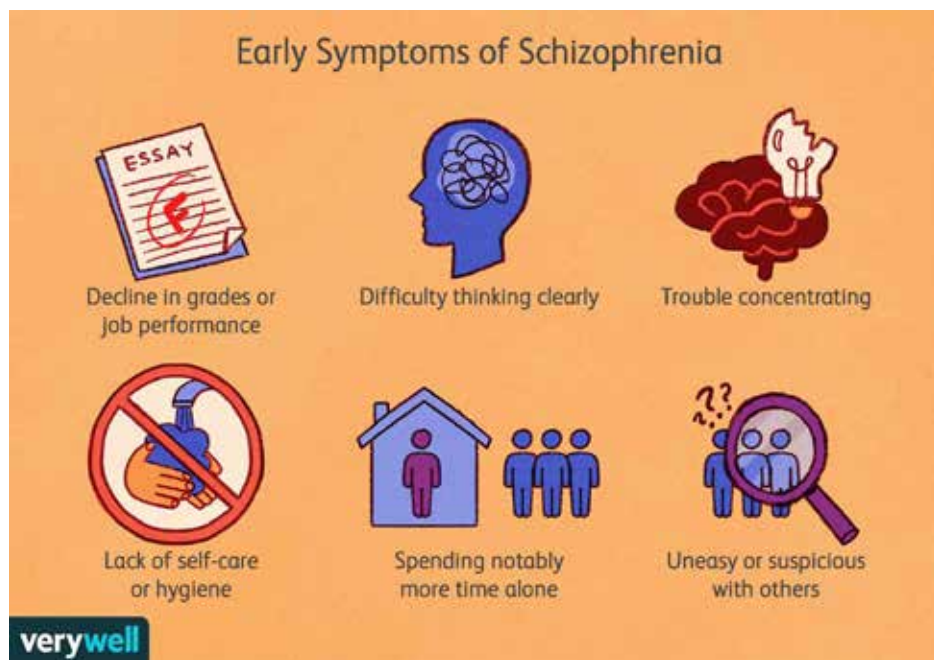 Early Symptoms of Schizophrenia
ESSAY
F
Decline in grades or
job performance
Difficulty thinking clearly
Trouble concentrating
???
Lack of self-care
or hygiene
Spending notably
more time alone
Uneasy or suspicious
with others
verywell